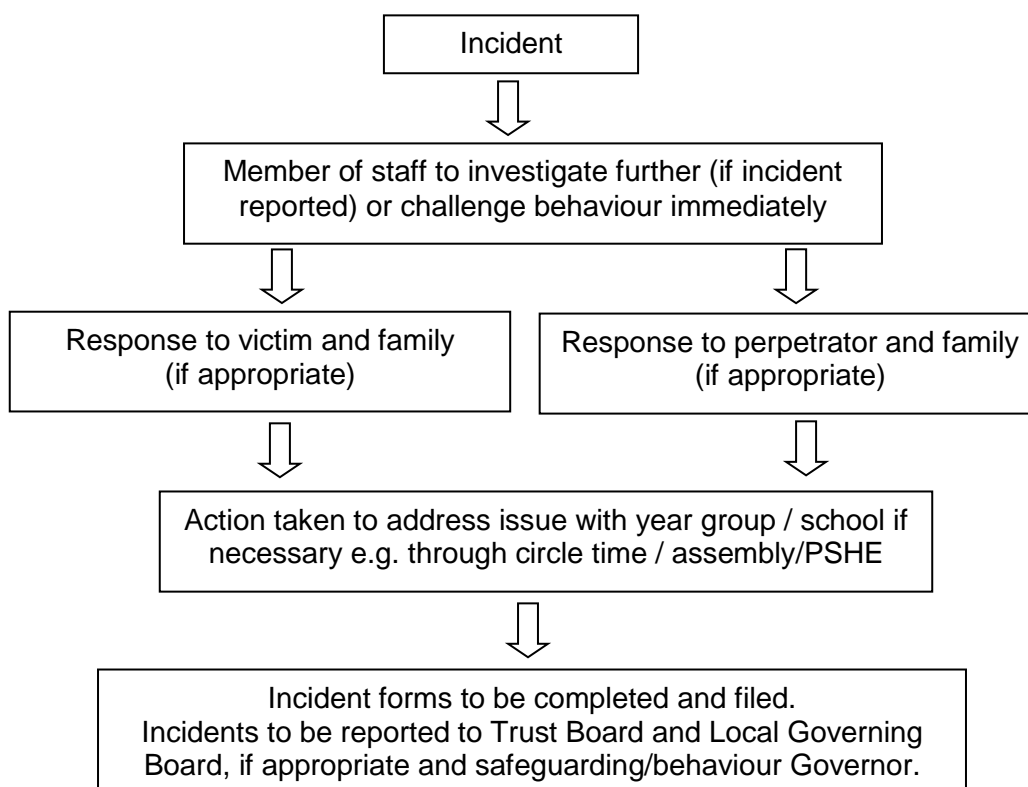 Incident
Member of staff to investigate further (if incident
reported) or challenge behaviour immediately
Response to victim and family
(if appropriate)
Response to perpetrator and family
(if appropriate)
Action taken to address issue with year group / school if
necessary e.g. through circle time / assembly/PSHE
Incident forms to be completed and filed.
Incidents to be reported to Trust Board and Local Governing
Board, if appropriate and safeguarding/behaviour Governor.